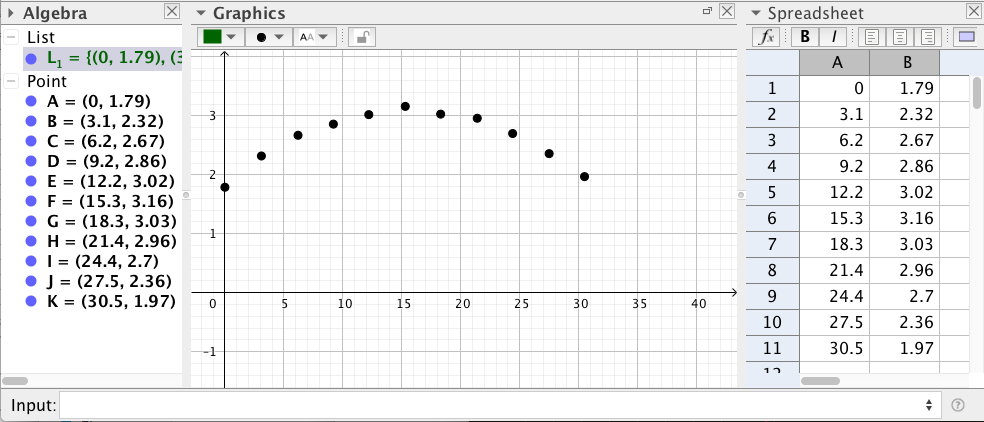 Algebra
List
L1 = {(0, 1.79), (3
Point
A = (0, 1.79)
B = (3.1, 2.32)
C = (6.2, 2.67)
D = (9.2, 2.86)
E = (12.2, 3.02)
F = (15.3, 3.16)
G = (18.3, 3.03)
H = (21.4, 2.96)
I = (24.4, 2.7)
J = (27.5, 2.36)
K = (30.5, 1.97)
Graphics
AA
3
2
1
0 5 10 15 20 25 30 35 40
-1
Spreadsheet
fx B I
A B
1 0 1.79
2 3.1 2.32
3 6.2 2.67
4 9.2 2.86
5 12.2 3.02
6 15.3 3.16
7 18.3 3.03
8 21.4 2.96
9 24.4 2.7
10 27.5 2.36
11 30.5 1.97
12
Input: